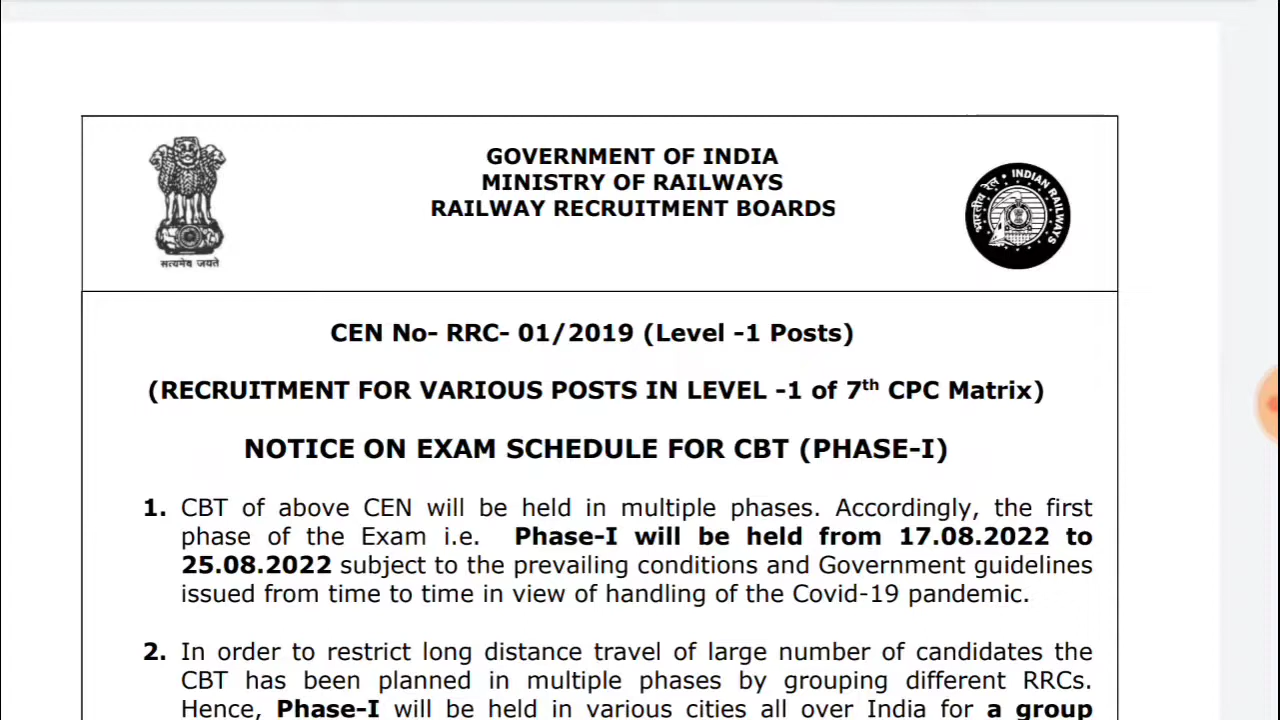 GOVERNMENT OF INDIA
MINISTRY OF RAILWAYS
RAILWAY RECRUITMENT BOARDS
सत्यमेव जयते
भारतीय रेल • INDIAN RAILWAYS
CEN No- RRC- 01/2019 (Level -1 Posts)
(RECRUITMENT FOR VARIOUS POSTS IN LEVEL -1 of 7th CPC Matrix)
NOTICE ON EXAM SCHEDULE FOR CBT (PHASE-I)
1. CBT of above CEN will be held in multiple phases. Accordingly, the first
phase of the Exam i.e. Phase-I will be held from 17.08.2022 to
25.08.2022 subject to the prevailing conditions and Government guidelines
issued from time to time in view of handling of the Covid-19 pandemic.
2. In order to restrict long distance travel of large number of candidates the
CBT has been planned in multiple phases by grouping different RRCs.
Hence, Phase-I will be held in various cities all over India for a group